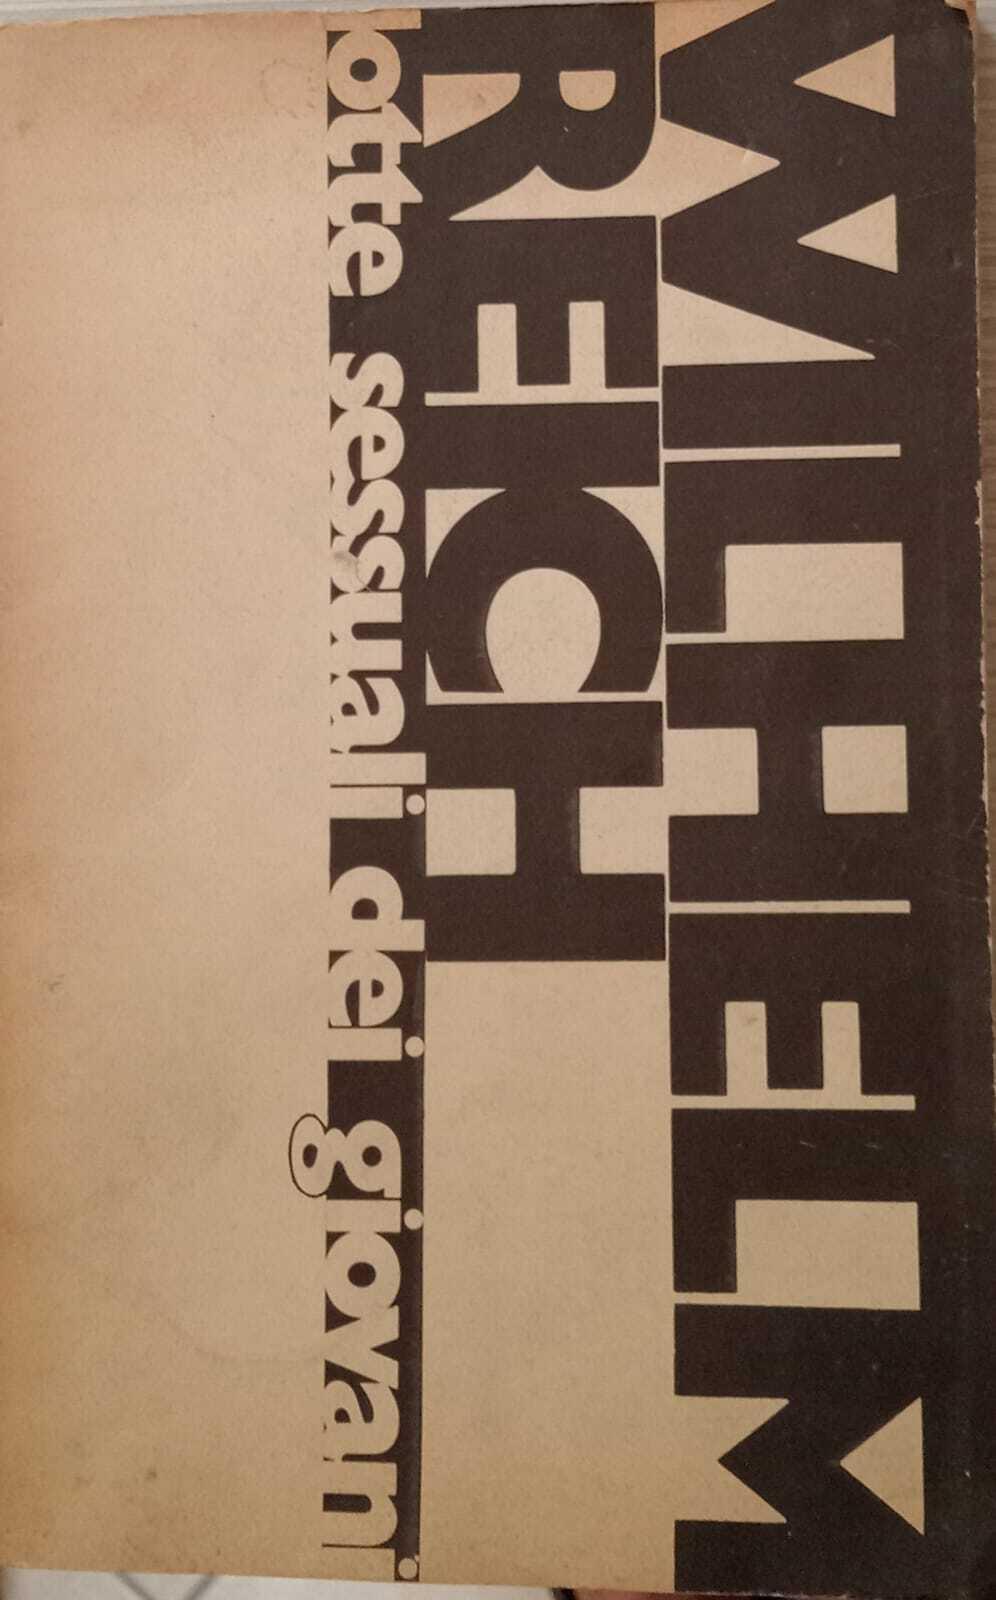 WILHELM
REICH
lotte sessuali dei giovani